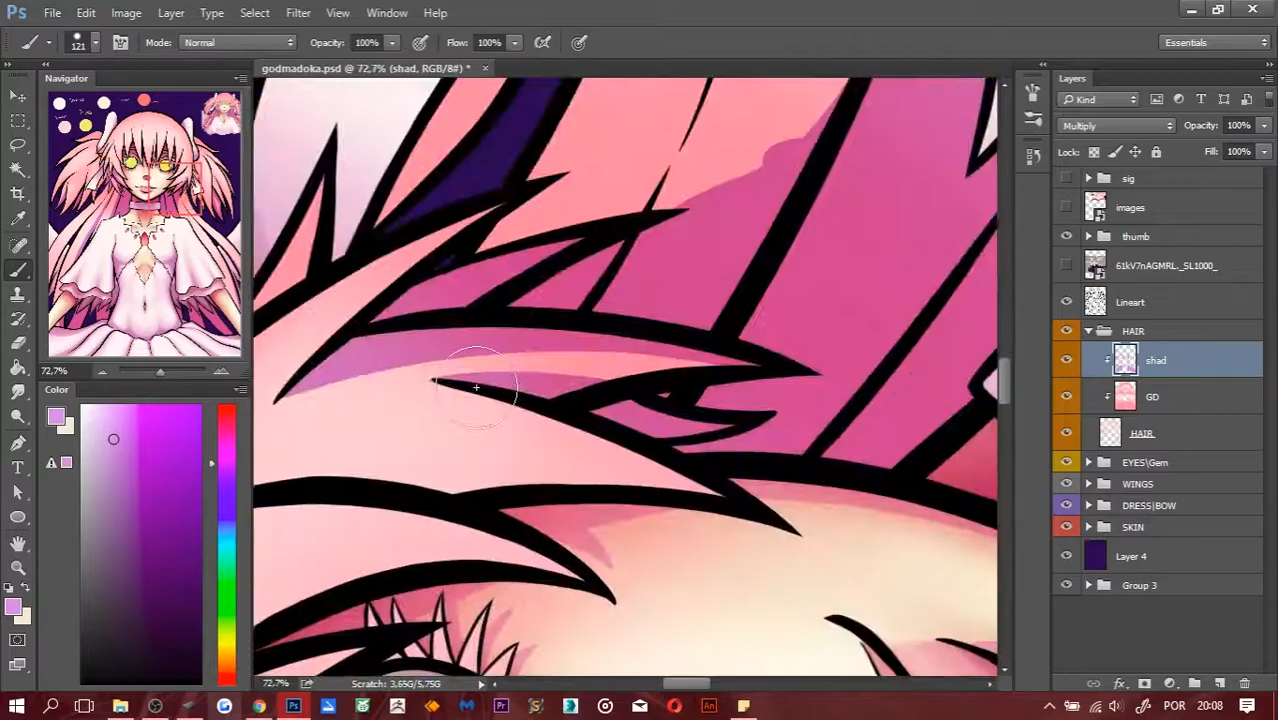 Ps File Edit Image Layer Type Select Filter View Window Help
121 Mode: Normal Opacity: 100% Flow: 100% Essentials
Navigator
godmadoka.psd @ 72,7% (shad, RGB/8#) *
Layers
Kind
Multiply Opacity: 100%
Lock: Fill: 100%
sig
images
thumb
61kV7nAGMRL._SL1000_
Lineart
HAIR
shad
72,7%
Color
GD
HAIR
EYES\Gem
WINGS
DRESS|BOW
SKIN
Layer 4
Group 3
72,7% Scratch: 3,65G/5,75G
Ps Pr An POR 20:08